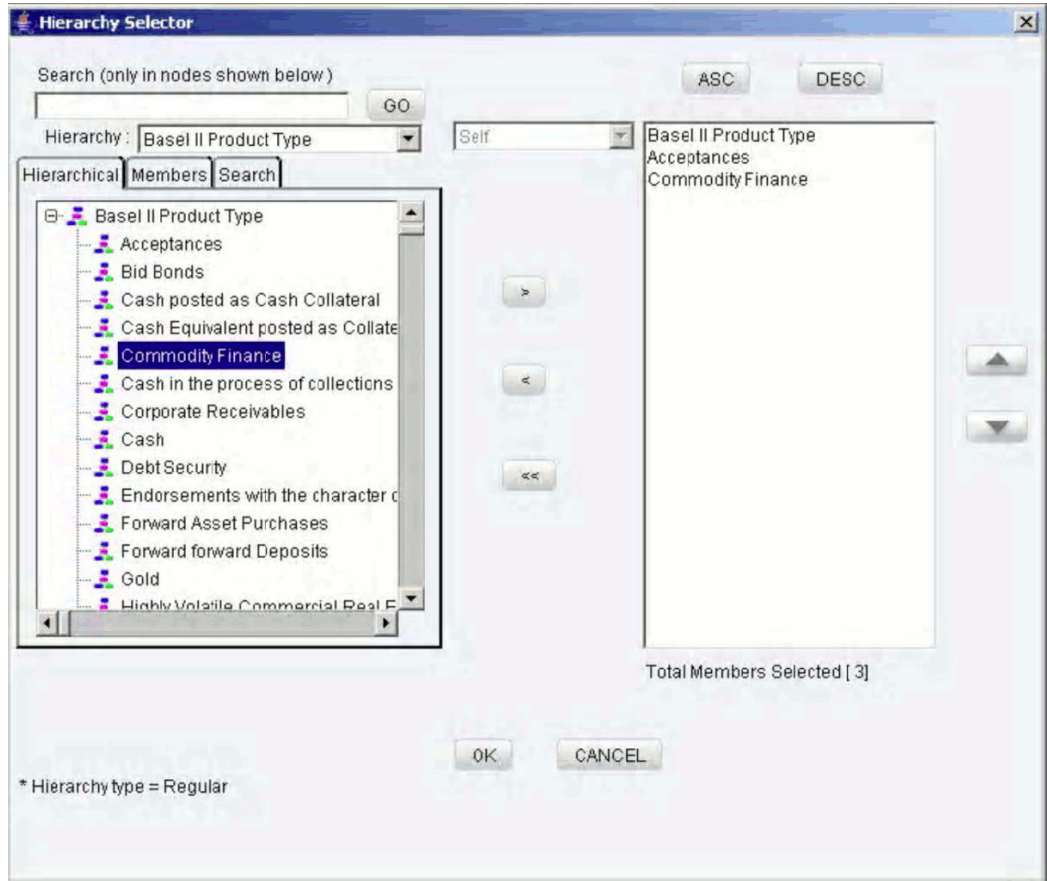 Hierarchy Selector
Search (only in nodes shown below)
GO
ASC
DESC
Hierarchy :
Basel II Product Type
Self
Hierarchical
Members
Search
Basel II Product Type
Acceptances
Bid Bonds
Cash posted as Cash Collateral
Cash Equivalent posted as Collate
Commodity Finance
Cash in the process of collections
Corporate Receivables
Cash
Debt Security
Endorsements with the character
Forward Asset Purchases
Forward forward Deposits
Gold
Highly Volatile Commercial Real E
>
<
<<
Basel II Product Type
Acceptances
Commodity Finance
Total Members Selected [ 3]
OK
CANCEL
* Hierarchy type = Regular